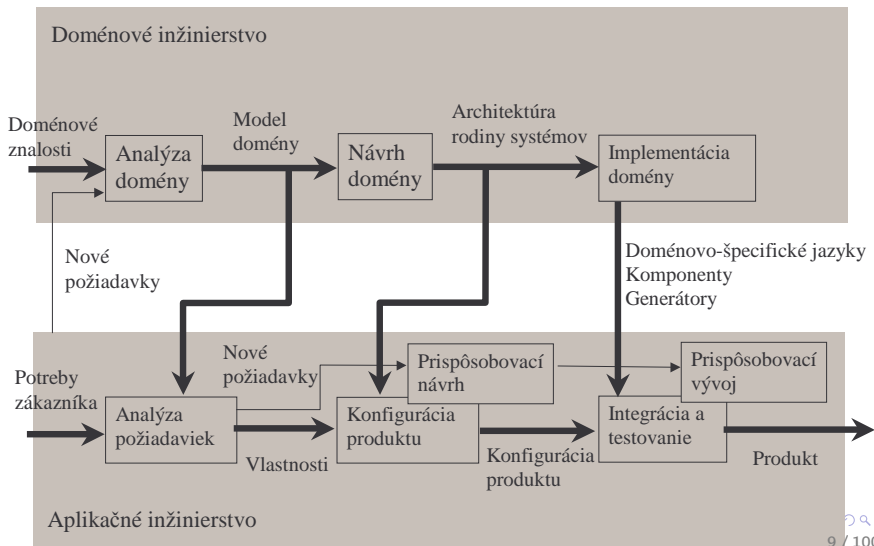 Doménové inžinierstvo
Doménové
znalosti
Analýza
domény
Model
domény
Návrh
domény
Architektúra
rodiny systémov
Implementácia
domény
Nové
požiadavky
Doménovo-špecifické jazyky
Komponenty
Generátory
Potreby
zákazníka
Analýza
požiadaviek
Nové
požiadavky
Vlastnosti
Prispôsobovací
návrh
Konfigurácia
produktu
Konfigurácia
produktu
Prispôsobovací
vývoj
Integrácia a
testovanie
Produkt
Aplikačné inžinierstvo